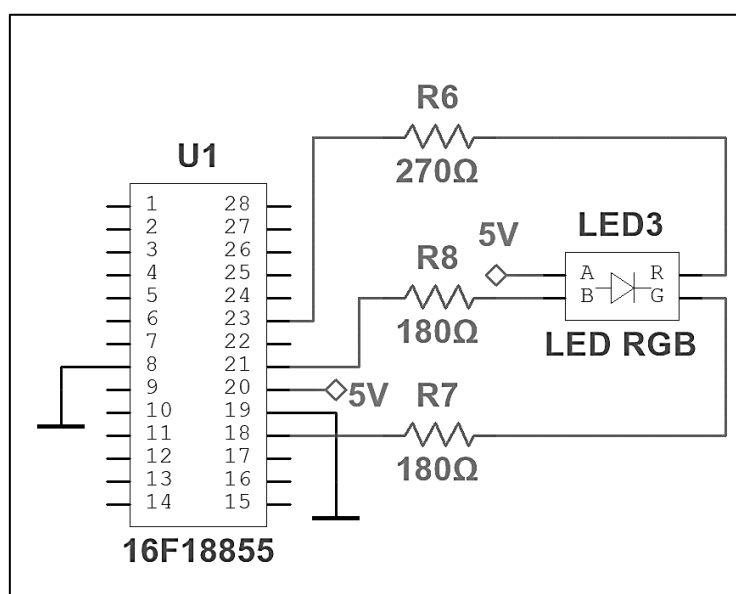 R6
270Ω
U1
1 28
2 27
3 26
4 25
5 24
6 23
7 22
8 21
9 20
10 19
11 18
12 17
13 16
14 15
16F18855
5V
R8
180Ω
5V
R7
180Ω
LED3
A R
B G
LED RGB